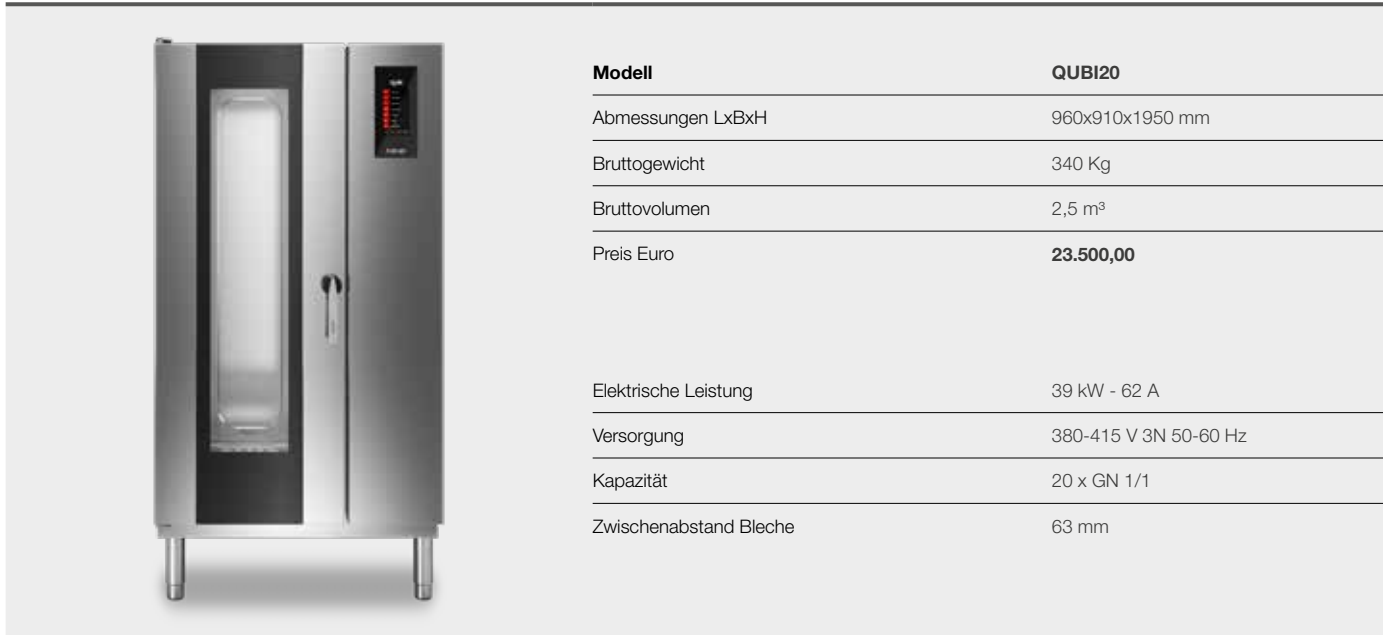 Modell QUBI20
Abmessungen LxBxH 960x910x1950 mm
Bruttogewicht 340 Kg
Bruttovolumen 2,5 m³
Preis Euro 23.500,00
Elektrische Leistung 39 kW - 62 A
Versorgung 380-415 V 3N 50-60 Hz
Kapazität 20 x GN 1/1
Zwischenabstand Bleche 63 mm